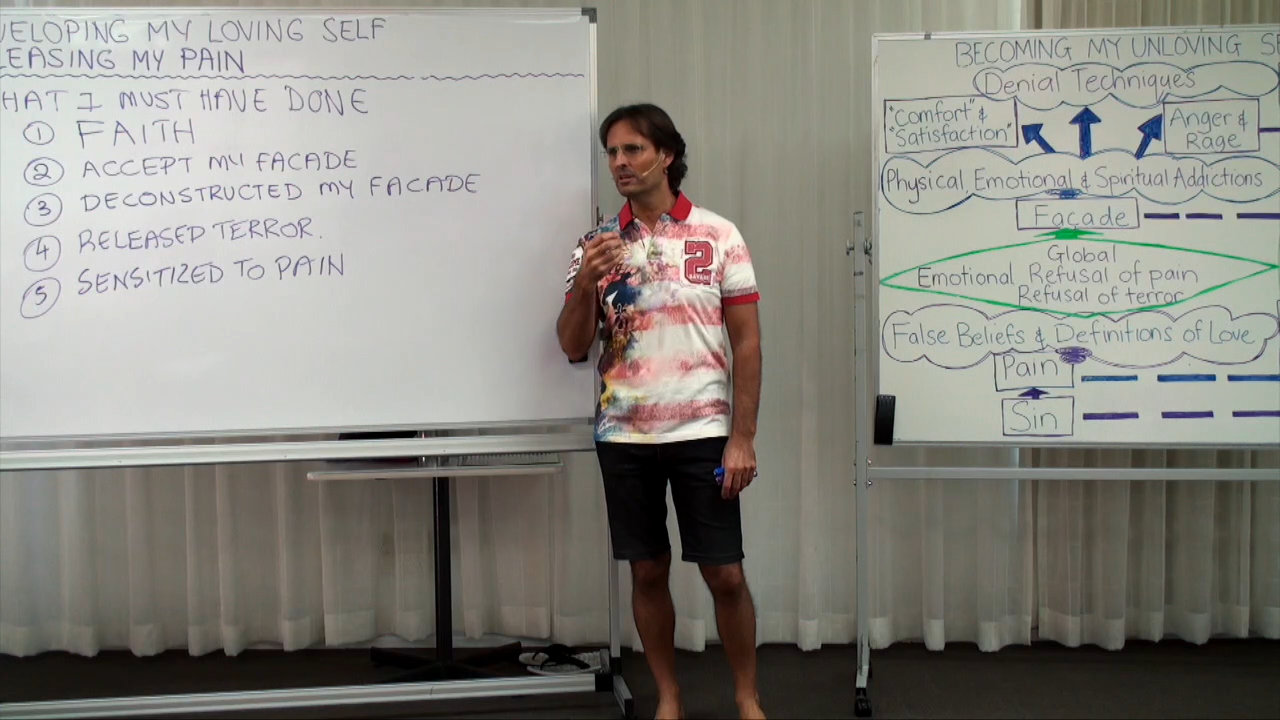 VELOPING MY LOVING SELF
LEASING MY PAIN
HAT I MUST HAVE DONE
1 FAITH
2 ACCEPT MY FACADE
3 DECONSTRUCTED MY FACADE
4 RELEASED TERROR.
5 SENSITIZED TO PAIN
2
BECOMING MY UNLOVING S
Denial Techniques
"Comfort" &
"Satisfaction"
Anger &
Rage
Physical, Emotional & Spiritual Addictions
Façade
Global
Emotional Refusal of pain
Refusal of terror
False Beliefs & Definitions of Love
Pain
Sin